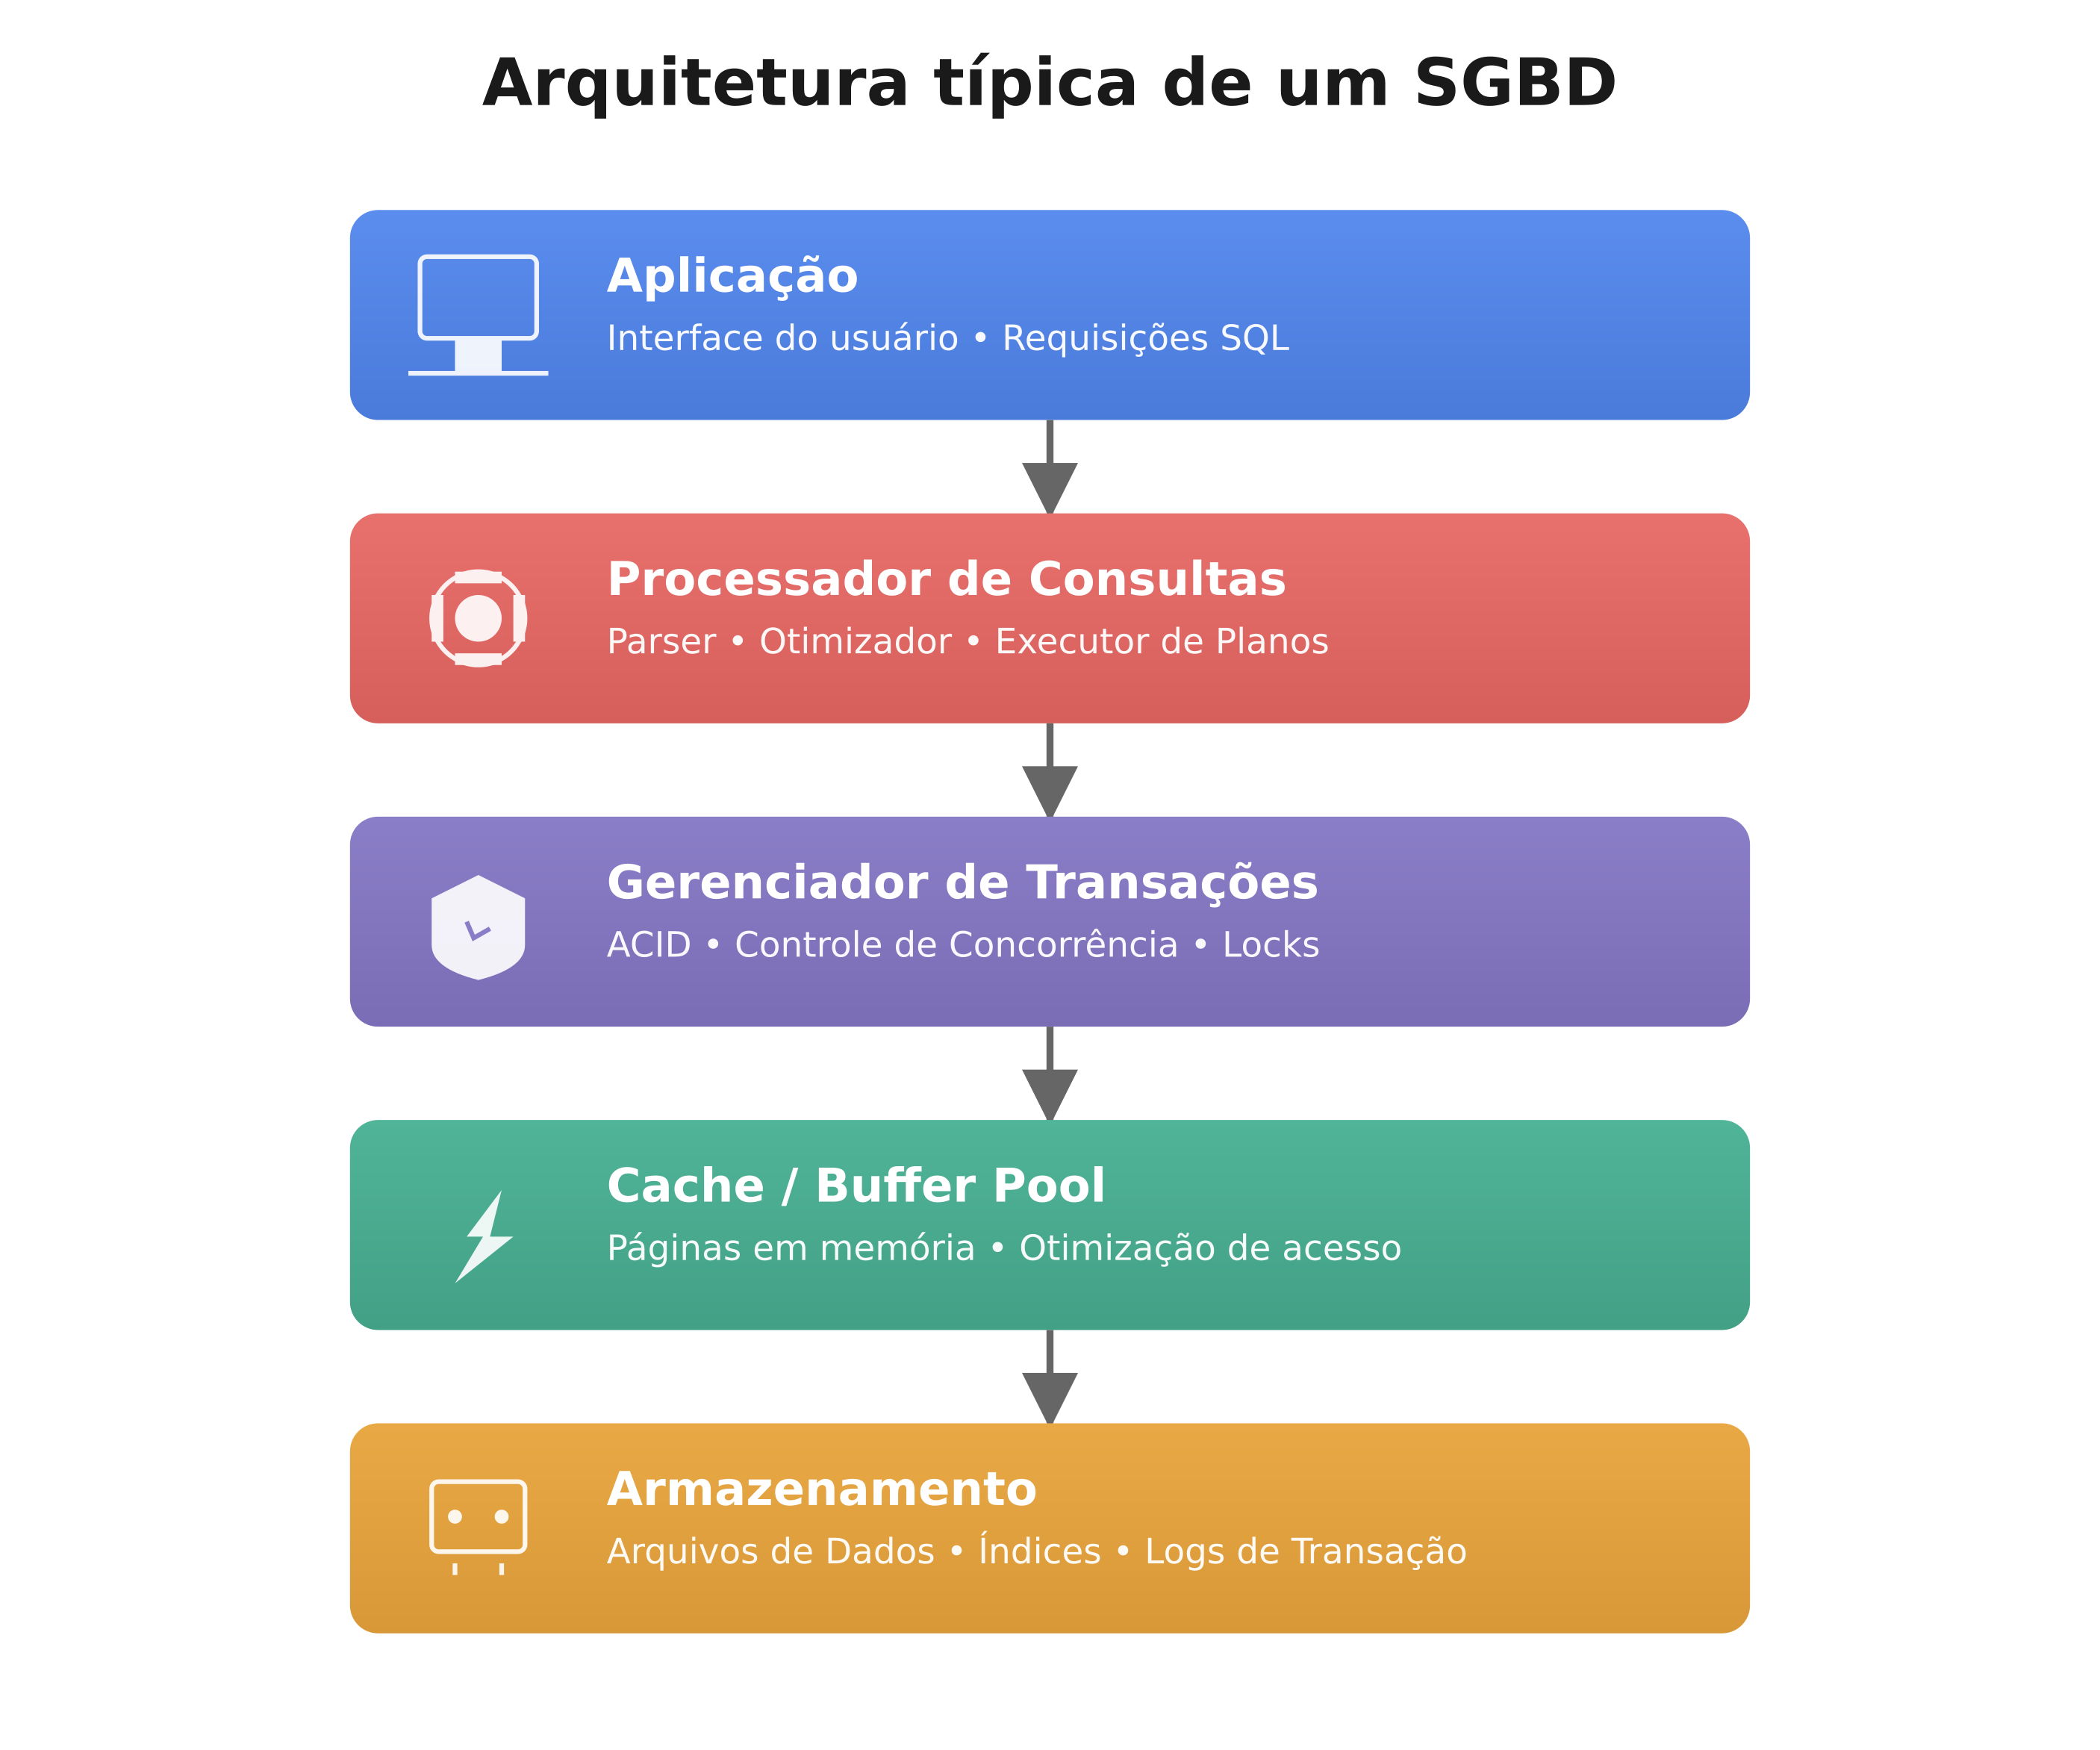 Arquitetura típica de um SGBD
Aplicação
Interface do usuário • Requisições SQL
Processador de Consultas
Parser • Otimizador • Executor de Planos
Gerenciador de Transações
ACID • Controle de Concorrência • Locks
Cache / Buffer Pool
Páginas em memória • Otimização de acesso
Armazenamento
Arquivos de Dados • Índices • Logs de Transação